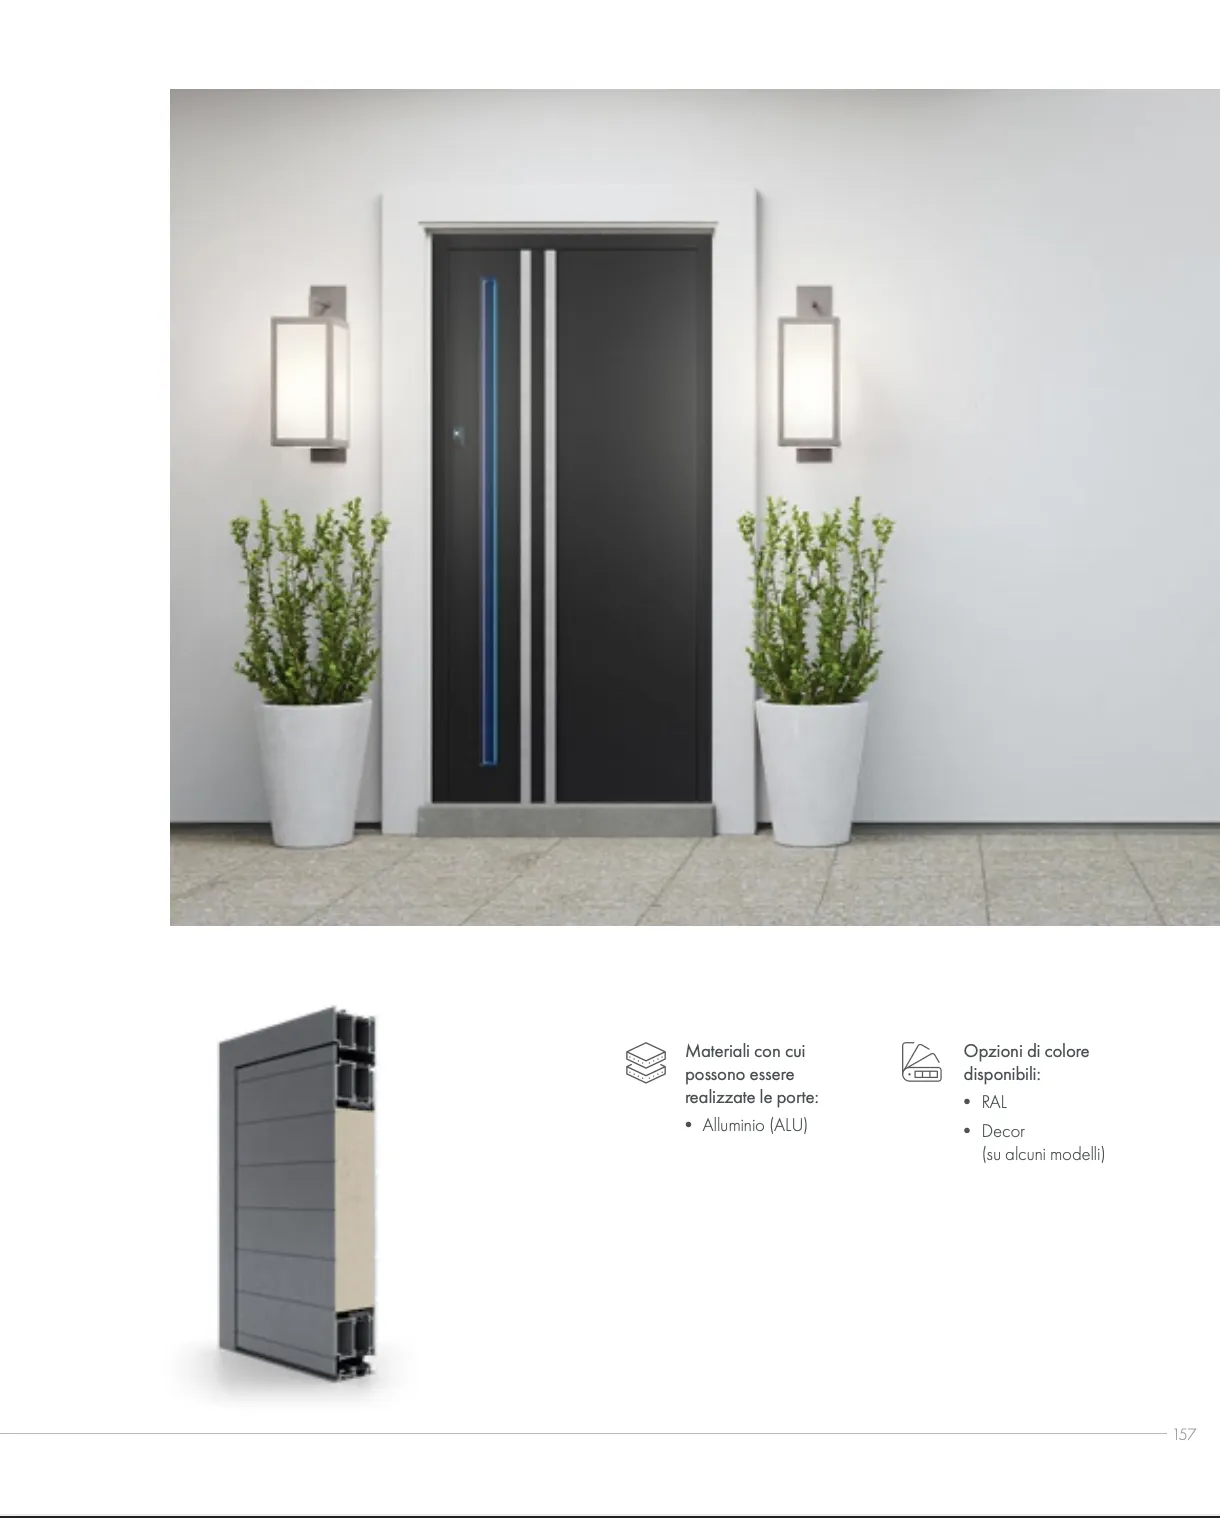 Materiali con cui
possono essere
realizzate le porte:
• Alluminio (ALU)
Opzioni di colore
disponibili:
• RAL
• Decor
(su alcuni modelli)
157